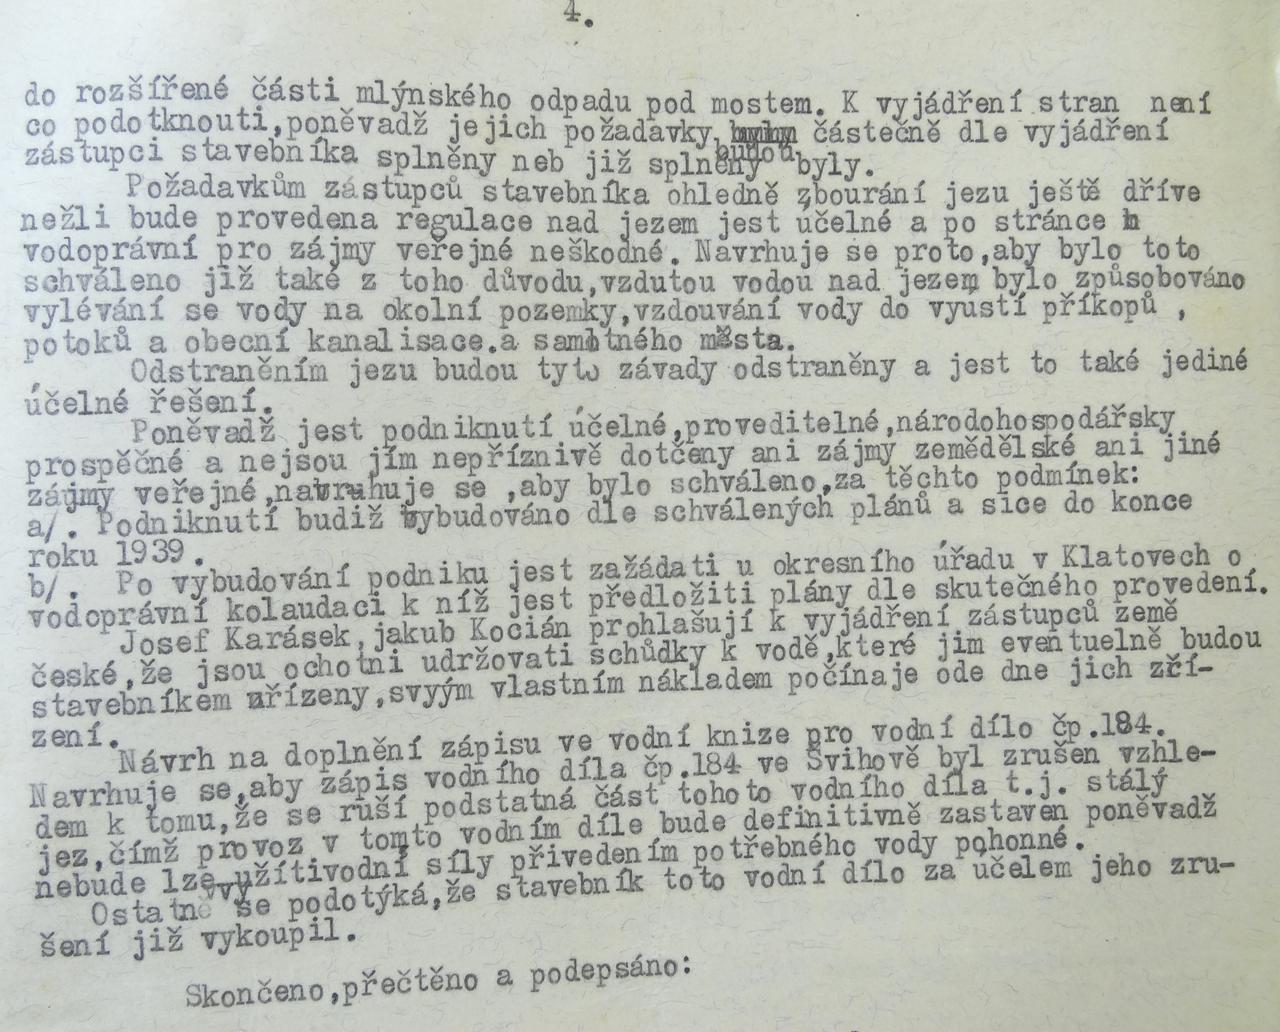 4.
do rozšířené části mlýnského odpadu pod mostem. K vyjádření stran není
co podotknouti,poněvadž jejich požadavky budou částečně dle vyjádření
zástupci stavebníka splněny neb již splněny byly.
Požadavkům zástupců stavebníka ohledně zbourání jezu ještě dříve
nežli bude provedena regulace nad jezem jest účelné a po stránce
vodoprávní pro zájmy veřejné neškodné. Navrhuje se proto,aby bylo toto
schváleno již také z toho důvodu,vzdutou vodou nad jezem bylo způsobováno
vylévání se vody na okolní pozemky,vzdouvání vody do vyustí příkopů ,
potoků a obecní kanalisace.a samotného města.
Odstraněním jezu budou tyto závady odstraněny a jest to také jediné
účelné řešení.
Poněvadž jest podniknutí účelné,proveditelné,národohospodářsky
prospěčné a nejsou jím nepříznivě dotčeny ani zájmy zemědělské ani jiné
zájmy veřejné,navrhuje se ,aby bylo schváleno,za těchto podmínek:
a/. Podniknutí budiž vybudováno dle schválených plánů a sice do konce
roku 1939.
b/. Po vybudování podniku jest zažádati u okresního úřadu v Klatovech o
vodoprávní kolaudaci k níž jest předložiti plány dle skutečného provedení.
Josef Karásek,jakub Kocián prohlašují k vyjádření zástupců země
české,že jsou ochotni udržovati schůdky k vodě,které jim eventuelně budou
stavebníkem zřízeny,svyým vlastním nákladem počínaje ode dne jich zří-
zení.
Návrh na doplnění zápisu ve vodní knize pro vodní dílo čp.184.
Navrhuje se,aby zápis vodního díla čp.184 ve Švihově byl zrušen vzhle-
dem k tomu,že se ruší podstatná část tohoto vodního díla t.j. stálý
jez,čímž provoz v tomto vodním díle bude definitivně zastaven poněvadž
nebude lze využítivodní síly přivedením potřebného vody pohonné.
Ostatně se podotýká,že stavebník toto vodní dílo za účelem jeho zru-
šení již vykoupil.
Skončeno,přečtěno a podepsáno: